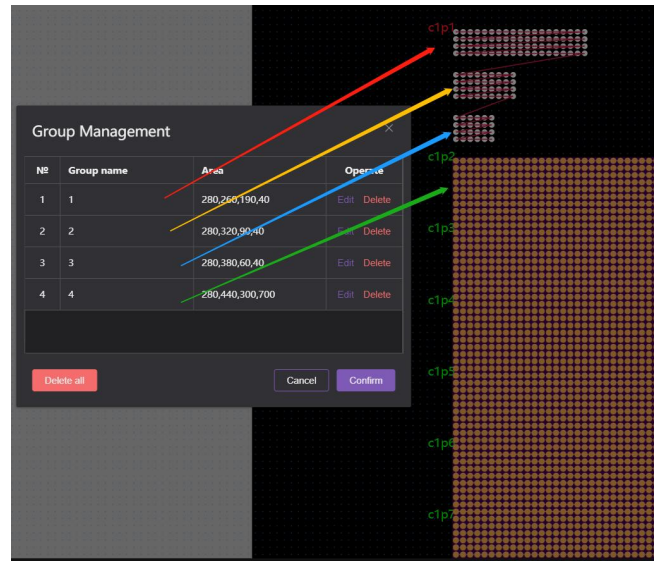 c1p1
Group Management
c1p2
№ Group name Area Operate
1 1 280,260,190,40 Edit Delete
2 2 280,320,90,40 Edit Delete
c1p3
3 3 280,380,60,40 Edit Delete
4 4 280,440,300,700 Edit Delete
c1p4
Delete all Cancel Confirm
c1p5
c1p6
c1p7